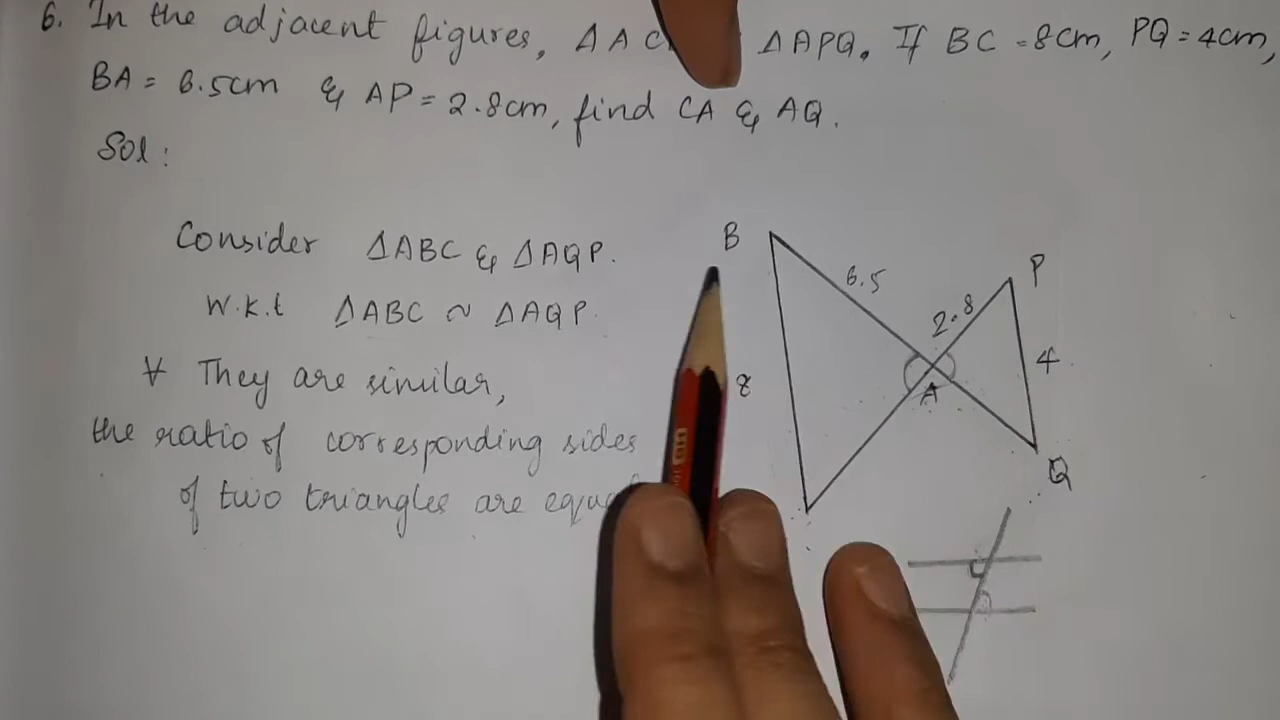 6. In the adjacent figures, ΔAC ΔAPQ. If BC = 8cm, PQ = 4cm,
BA = 6.5cm & AP = 2.8cm, find CA & AQ.
Sol:
Consider ΔABC & ΔAQP.
W.k.t ΔABC ~ ΔAQP.
∀ They are similar,
the ratio of corresponding sides
of two triangles are equal
B
6.5
P
2.8
8
4
A
Q